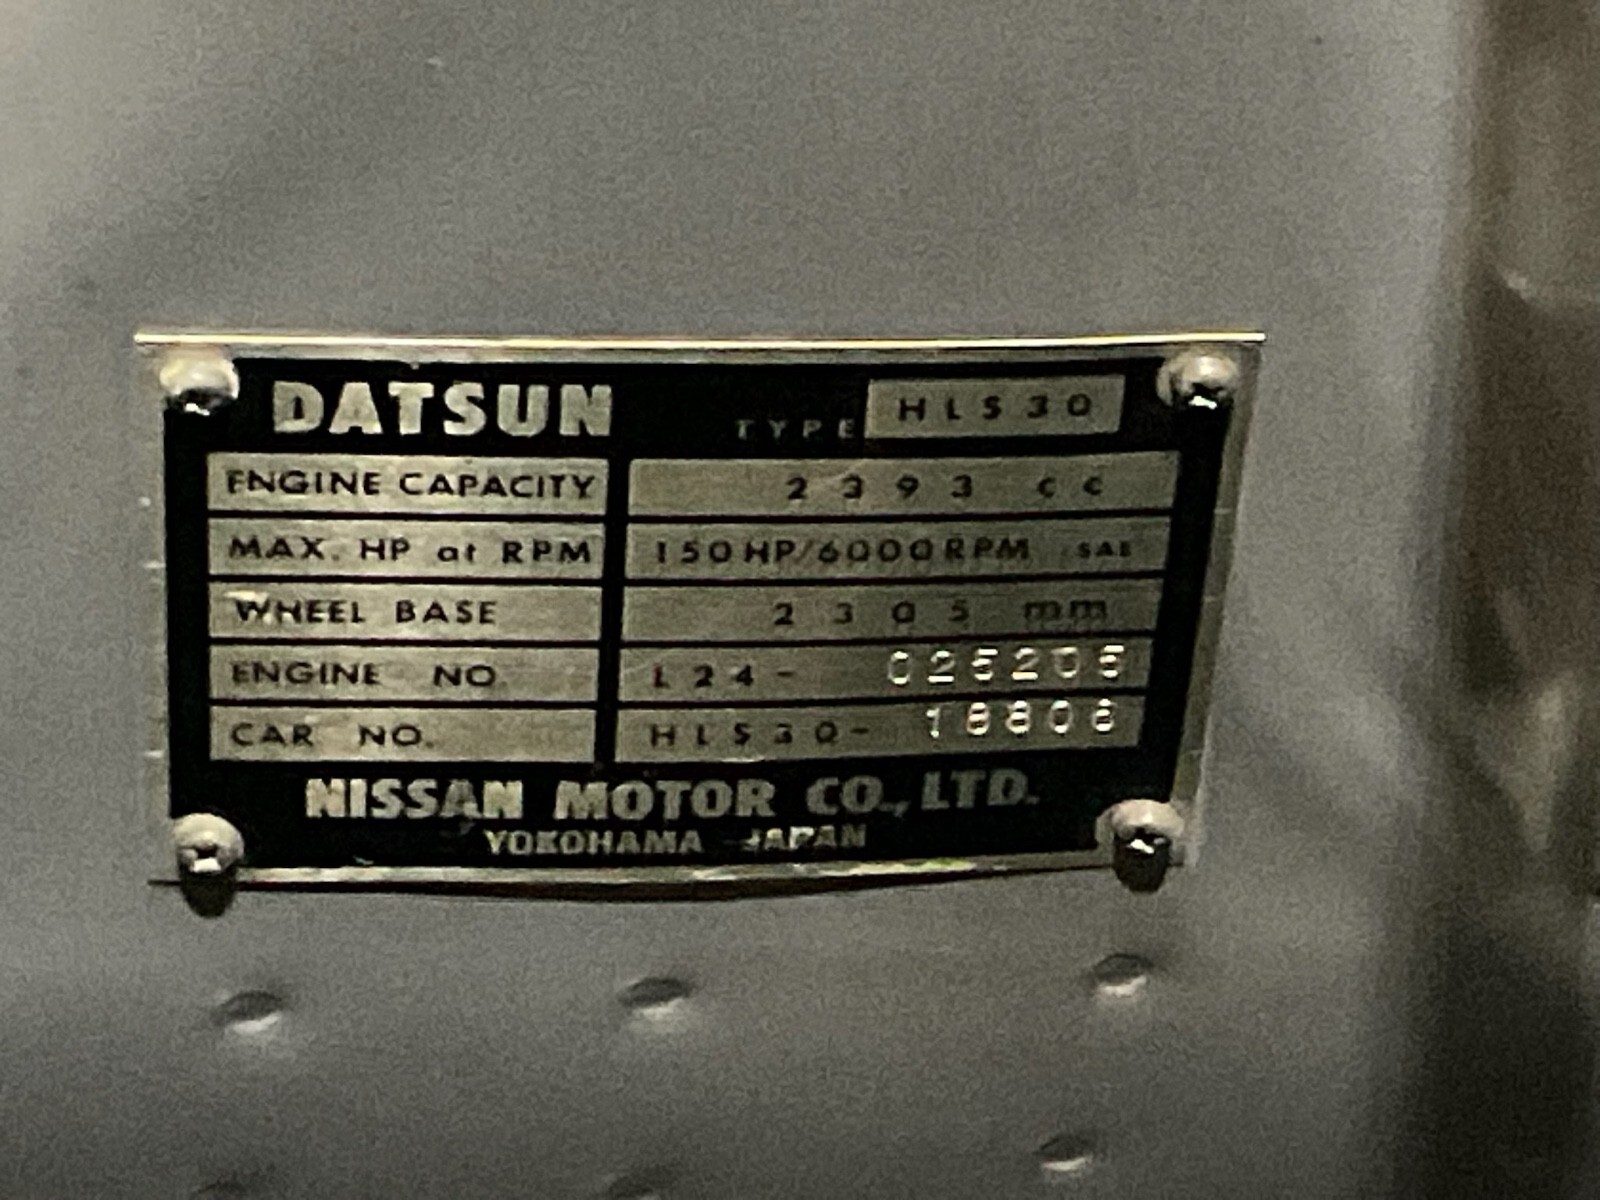 DATSUN TYPE HLS30
ENGINE CAPACITY 2393 cc
MAX. HP at RPM 150HP/6000RPM SAE
WHEEL BASE 2305 mm
ENGINE NO. L24- 025205
CAR NO. HLS30- 18808
NISSAN MOTOR CO., LTD.
YOKOHAMA JAPAN